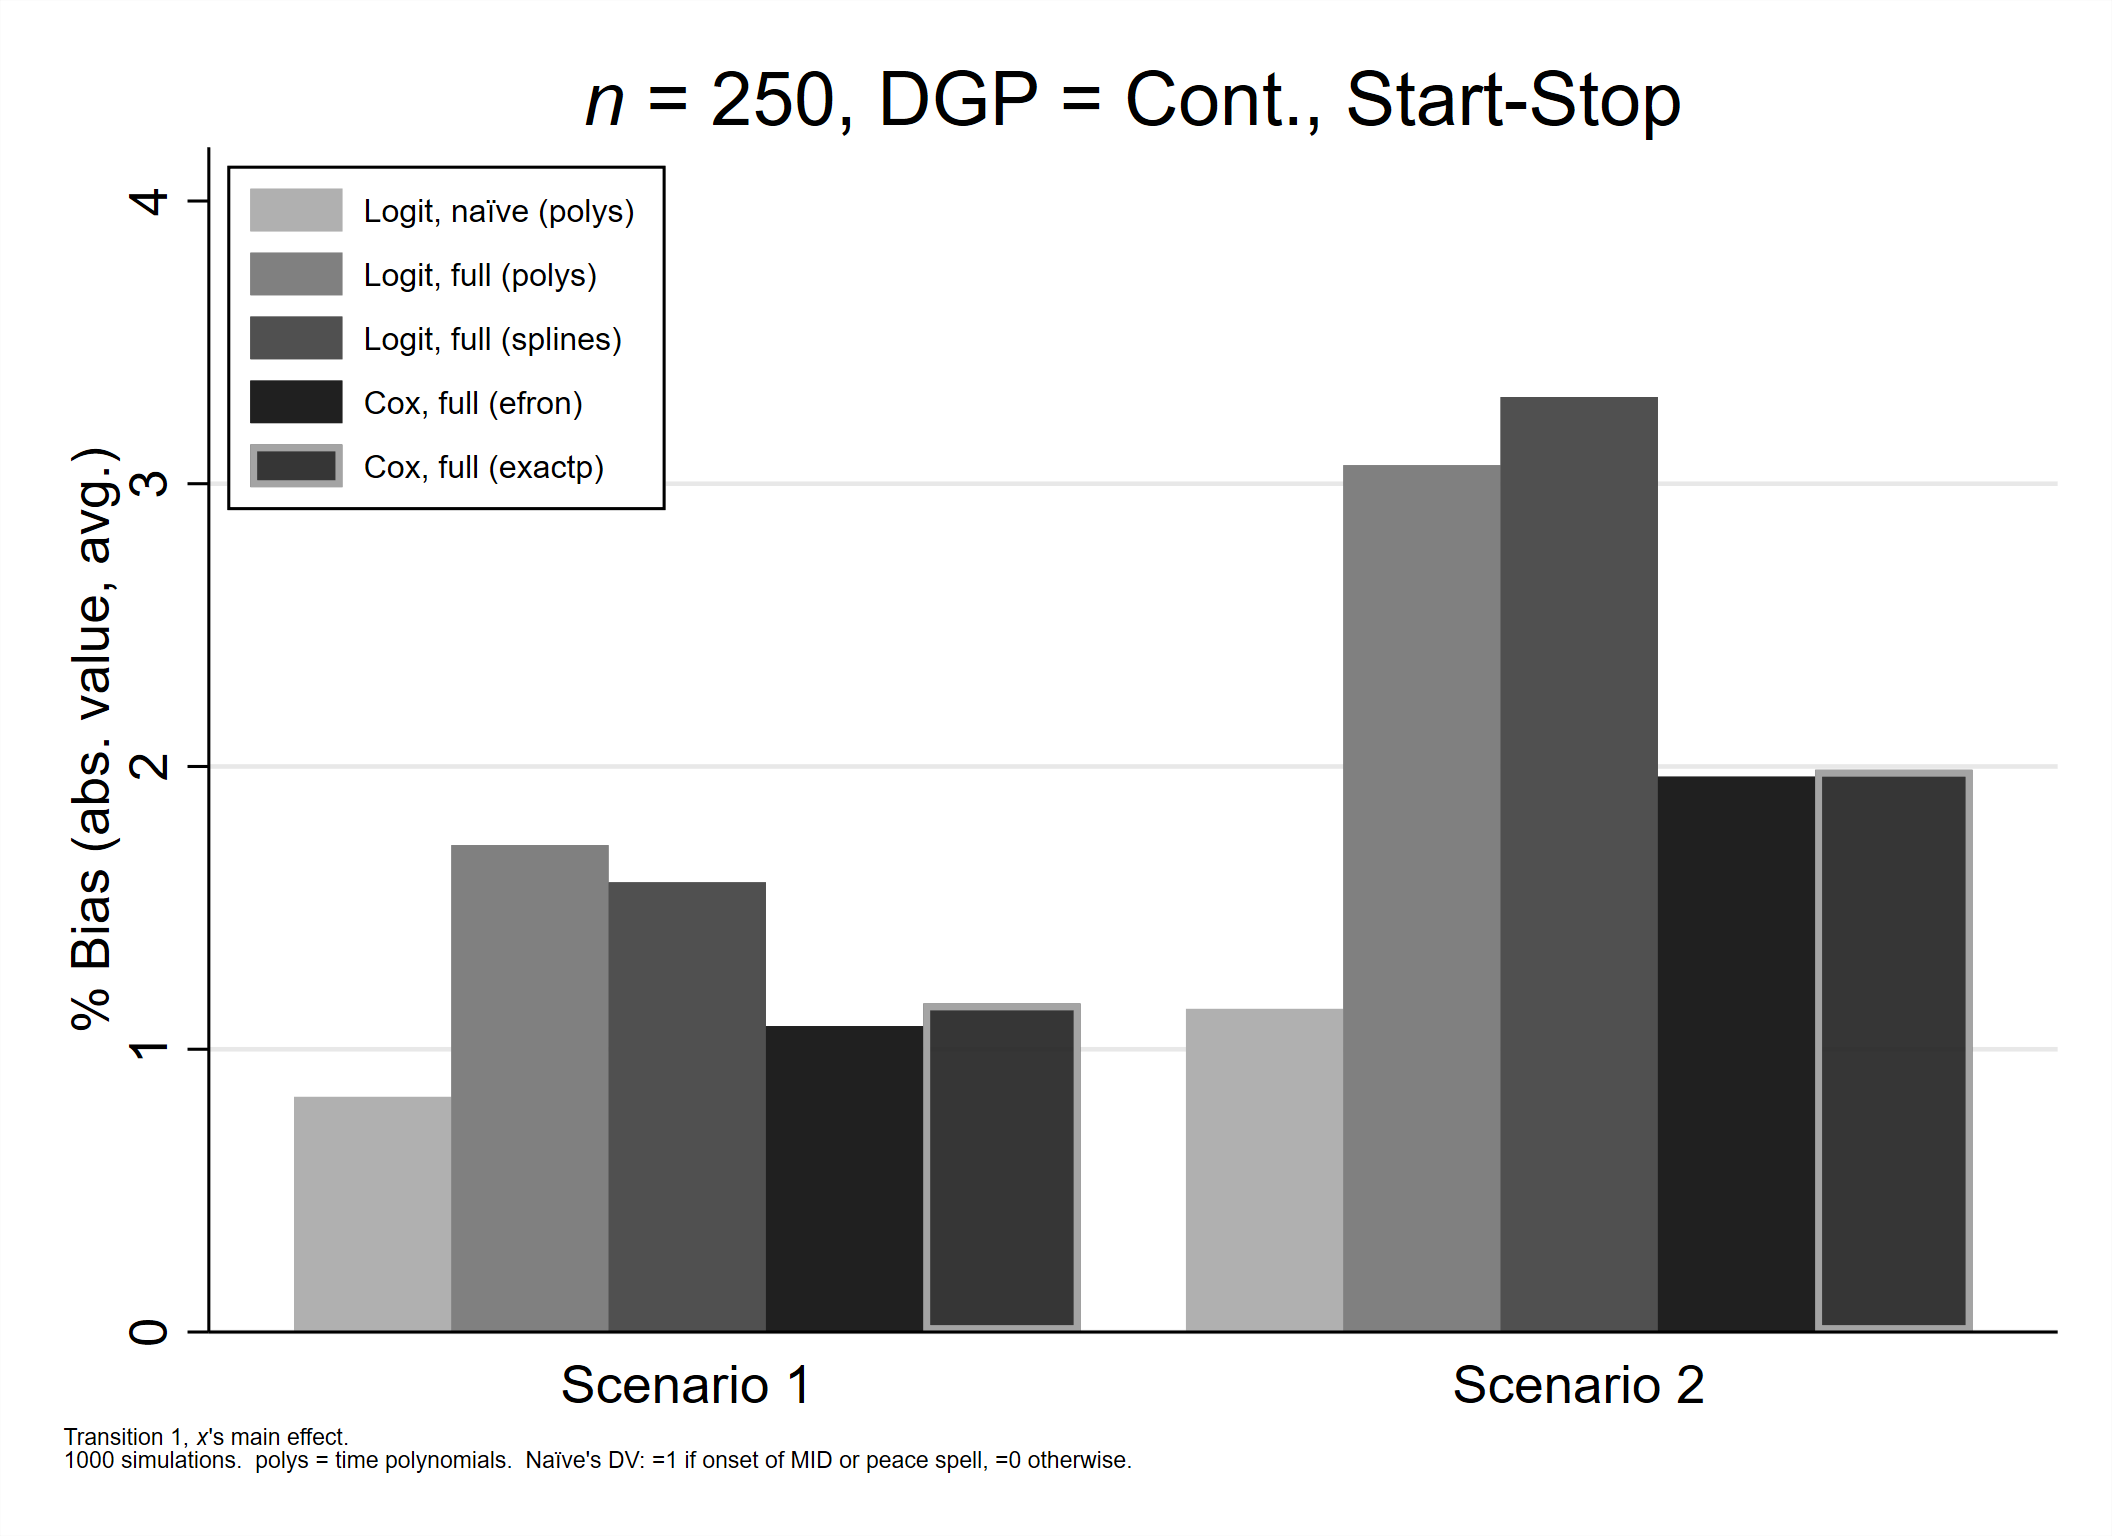 n = 250, DGP = Cont., Start-Stop
Logit, naïve (polys)
Logit, full (polys)
Logit, full (splines)
Cox, full (efron)
Cox, full (exactp)
% Bias (abs. value, avg.)
4
3
2
1
0
Scenario 1
Scenario 2
Transition 1, x's main effect.
1000 simulations.  polys = time polynomials.  Naïve's DV: =1 if onset of MID or peace spell, =0 otherwise.